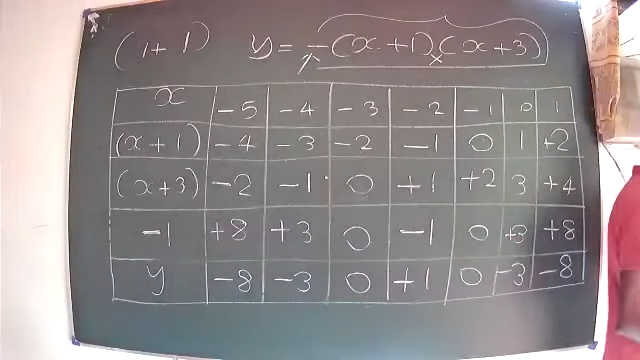 (1+1) y = -(x+1)×(x+3)
x -5 -4 -3 -2 -1 0 1
(x+1) -4 -3 -2 -1 0 1 +2
(x+3) -2 -1 0 +1 +2 3 +4
-1 +8 +3 0 -1 0 +3 +8
y -8 -3 0 +1 0 -3 -8